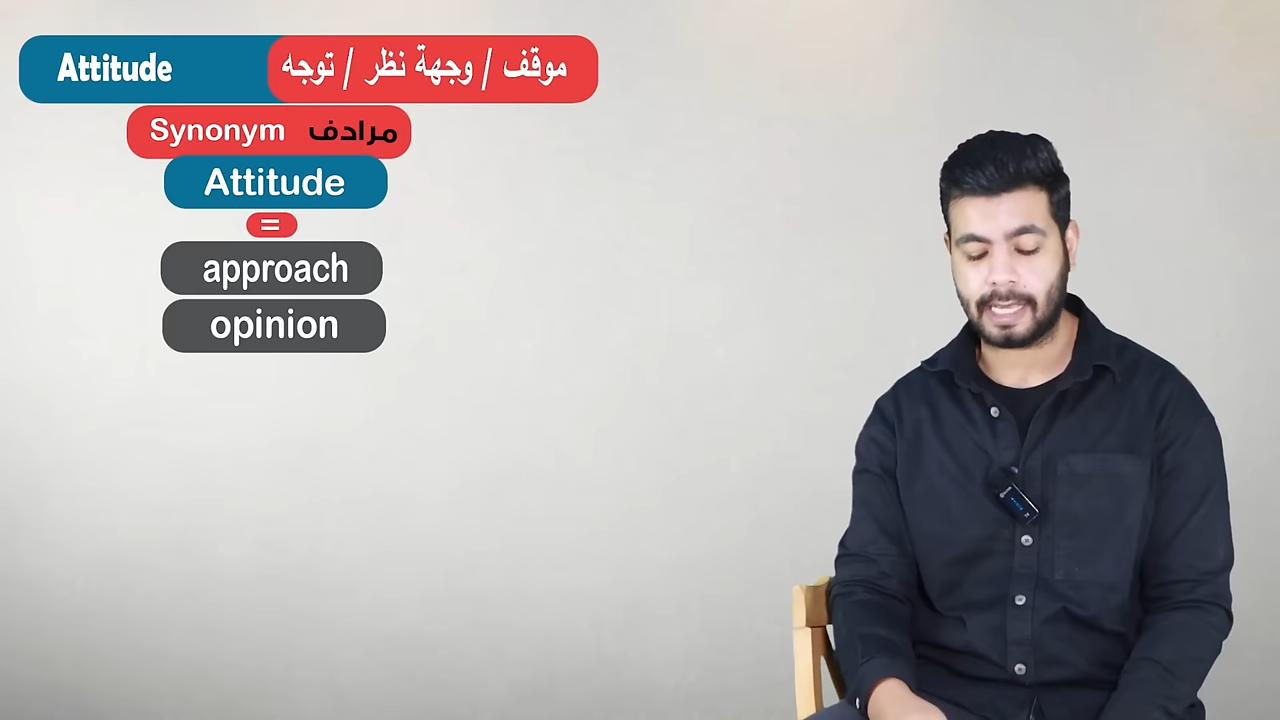 Attitude موقف / وجهة نظر / توجه
Synonym مرادف
Attitude
=
approach
opinion